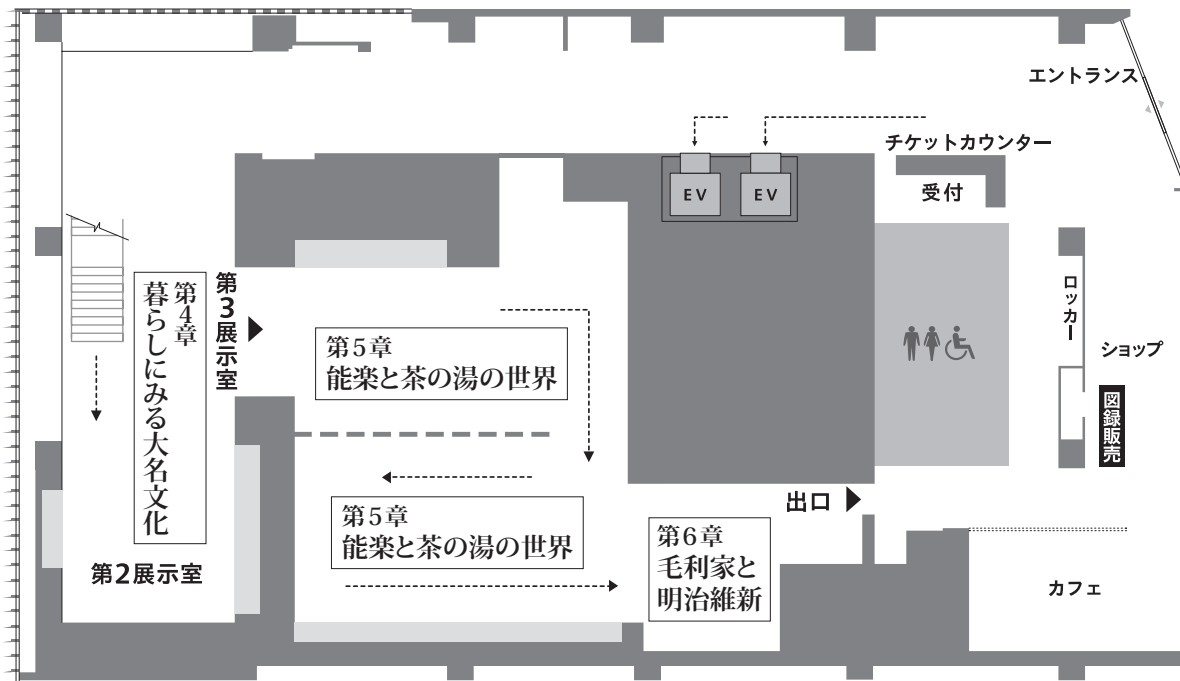 エントランス
チケットカウンター
受付
EV
EV
ロッカー
ショップ
図録販売
第4章
暮らしにみる大名文化
第3展示室
第5章
能楽と茶の湯の世界
第5章
能楽と茶の湯の世界
出口
第6章
毛利家と
明治維新
第2展示室
カフェ